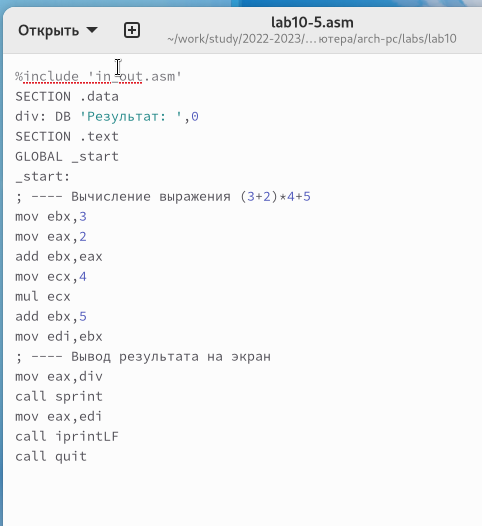 Открыть
lab10-5.asm
~/work/study/2022-2023/...ютера/arch-pc/labs/lab10
%include 'in_out.asm'
SECTION .data
div: DB 'Результат: ',0
SECTION .text
GLOBAL _start
_start:
; ---- Вычисление выражения (3+2)*4+5
mov ebx,3
mov eax,2
add ebx,eax
mov ecx,4
mul ecx
add ebx,5
mov edi,ebx
; ---- Вывод результата на экран
mov eax,div
call sprint
mov eax,edi
call iprintLF
call quit